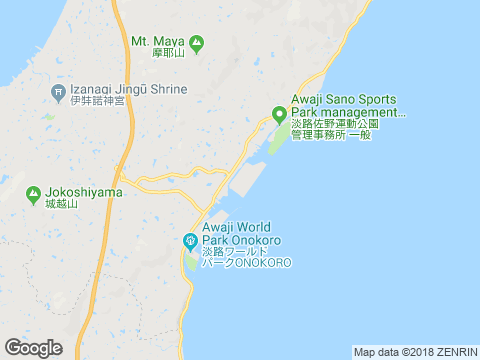 Mt. Maya
摩耶山
Izanagi Jingū Shrine
伊弉諾神宮
Awaji Sano Sports
Park management...
淡路佐野運動公園
管理事務所 一般
Jokoshiyama
城越山
Awaji World
Park Onokoro
淡路ワールド
パークONOKORO
Google
Map data ©2018 ZENRIN